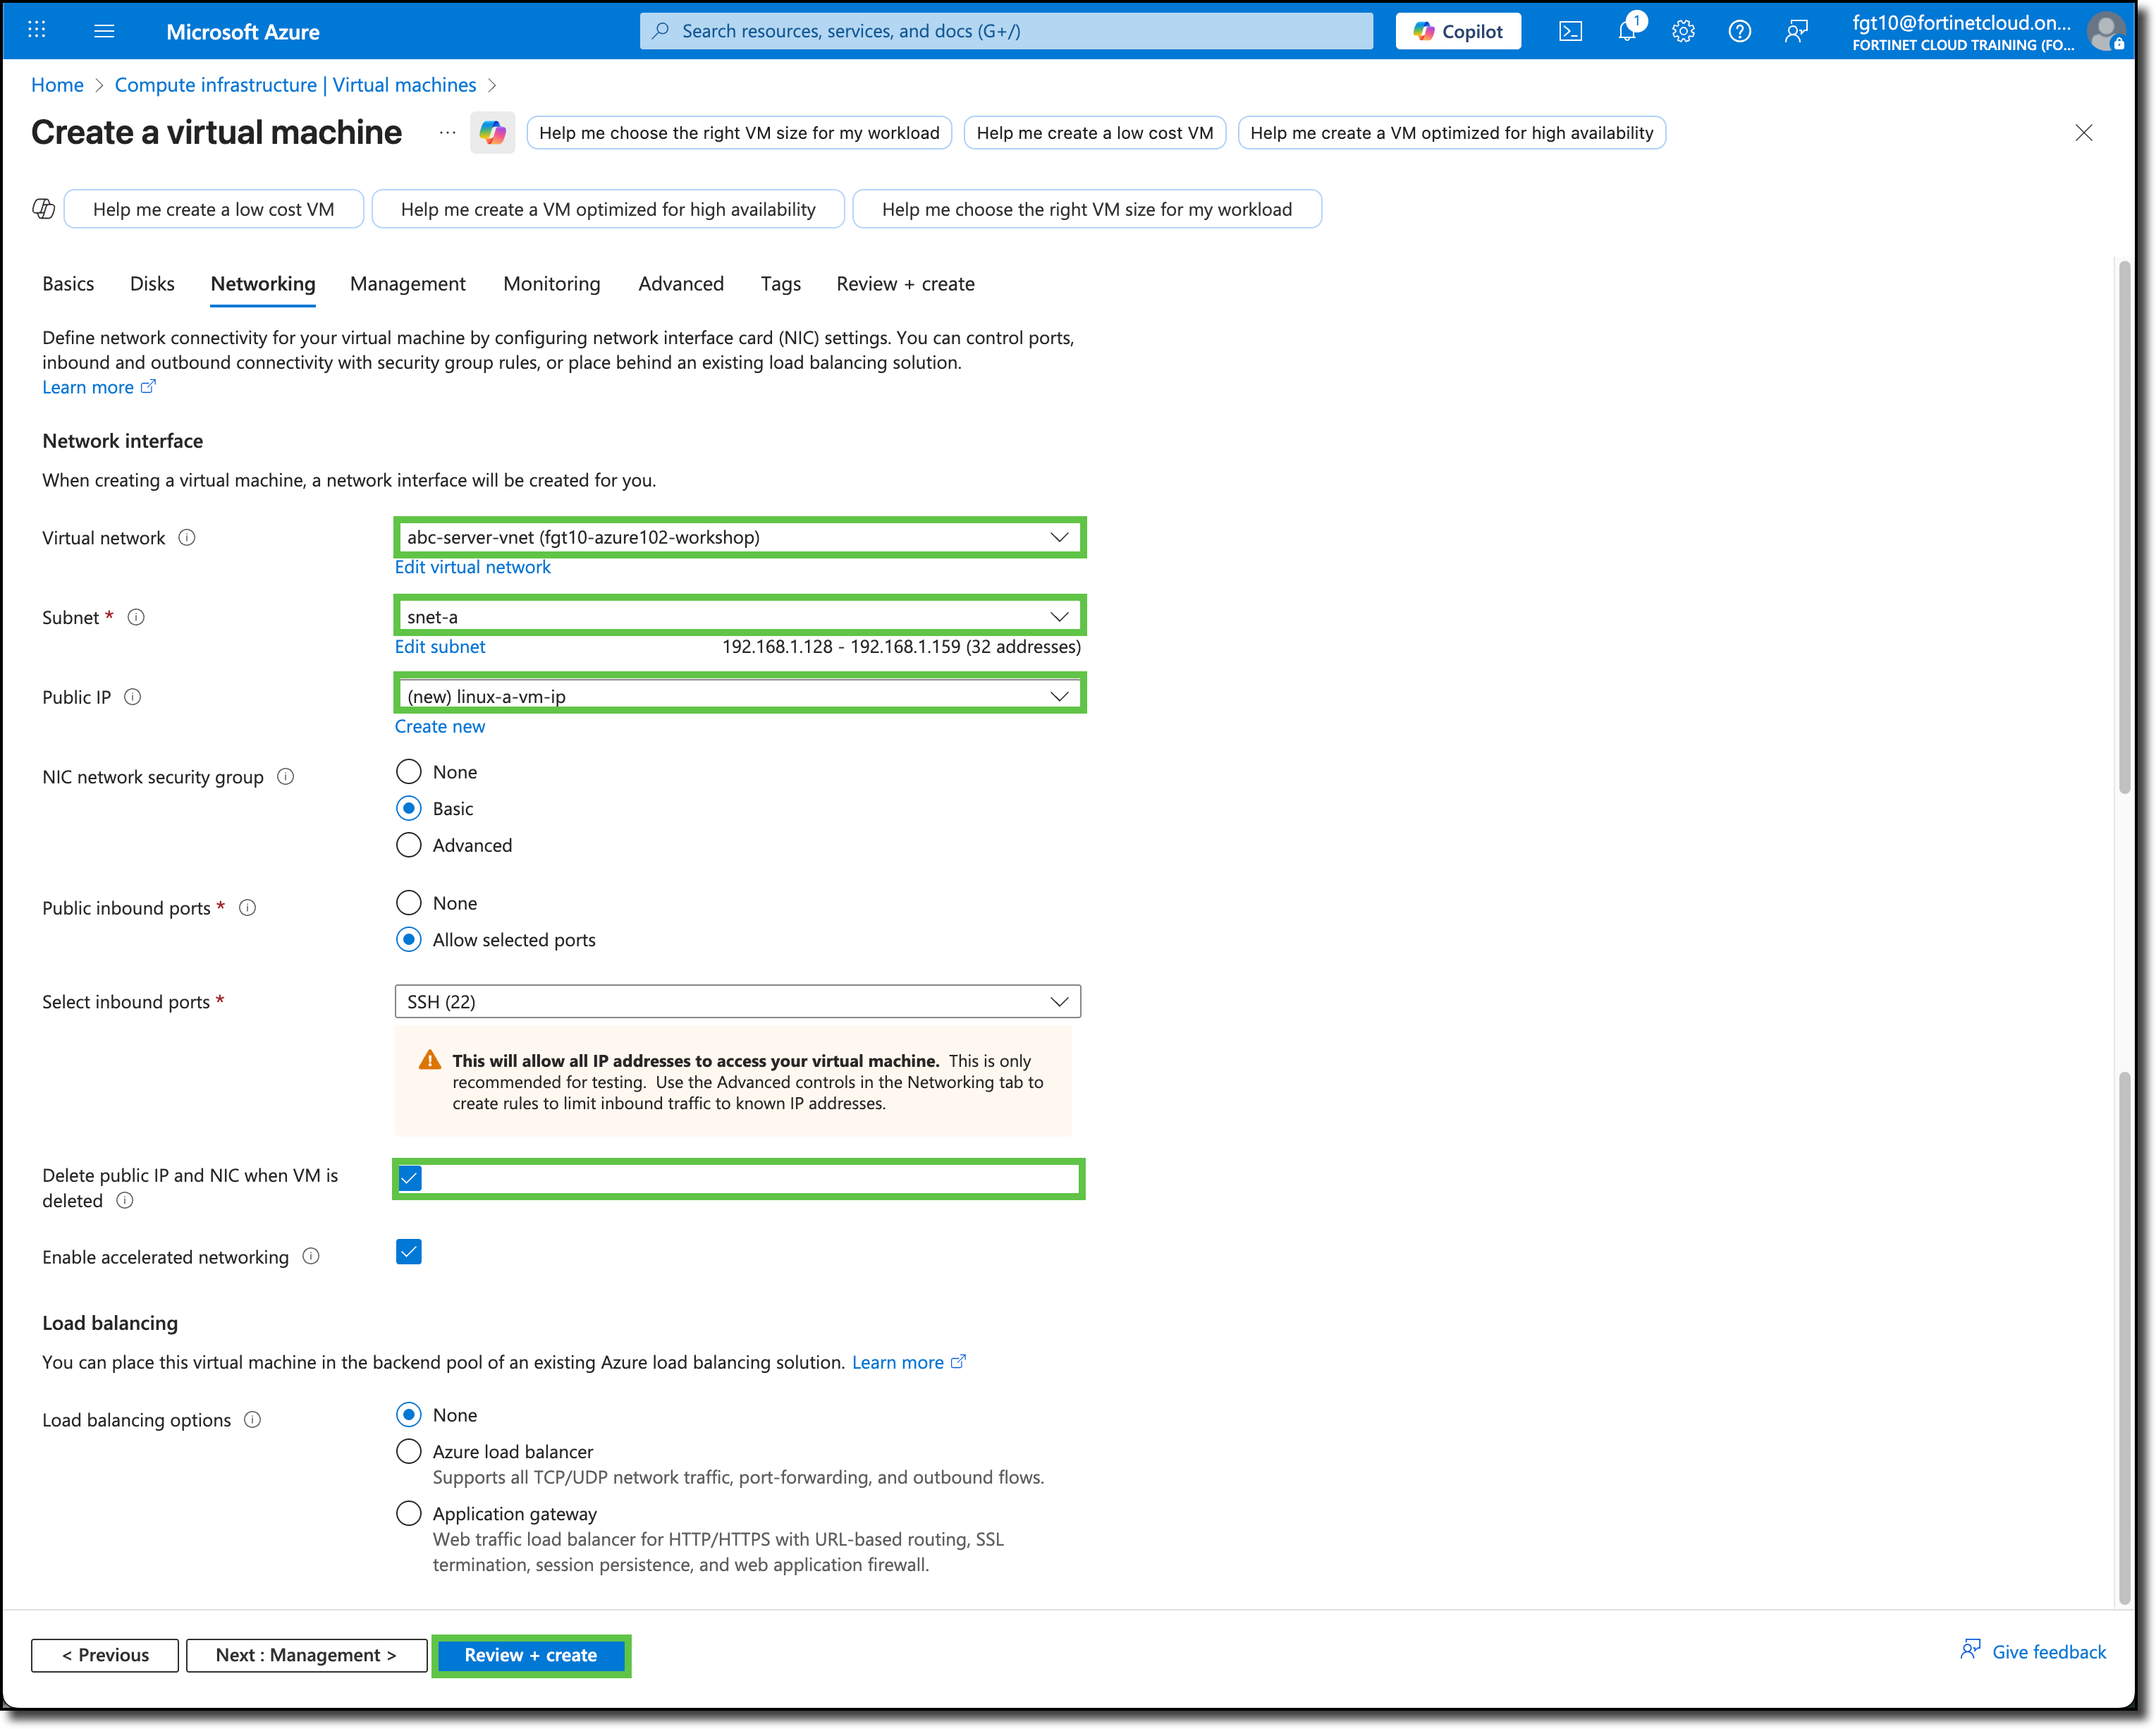 Microsoft Azure
Search resources, services, and docs (G+/)
Copilot
1
fgt10@fortinetcloud.on...
FORTINET CLOUD TRAINING (FO...
Home > Compute infrastructure | Virtual machines >
Create a virtual machine ...
Help me choose the right VM size for my workload
Help me create a low cost VM
Help me create a VM optimized for high availability
Help me create a low cost VM
Help me create a VM optimized for high availability
Help me choose the right VM size for my workload
Basics Disks Networking Management Monitoring Advanced Tags Review + create
Define network connectivity for your virtual machine by configuring network interface card (NIC) settings. You can control ports,
inbound and outbound connectivity with security group rules, or place behind an existing load balancing solution.
Learn more
Network interface
When creating a virtual machine, a network interface will be created for you.
Virtual network
abc-server-vnet (fgt10-azure102-workshop)
Edit virtual network
Subnet *
snet-a
Edit subnet
192.168.1.128 - 192.168.1.159 (32 addresses)
Public IP
(new) linux-a-vm-ip
Create new
NIC network security group
None
Basic
Advanced
Public inbound ports *
None
Allow selected ports
Select inbound ports *
SSH (22)
This will allow all IP addresses to access your virtual machine. This is only
recommended for testing. Use the Advanced controls in the Networking tab to
create rules to limit inbound traffic to known IP addresses.
Delete public IP and NIC when VM is
deleted
Enable accelerated networking
Load balancing
You can place this virtual machine in the backend pool of an existing Azure load balancing solution. Learn more
Load balancing options
None
Azure load balancer
Supports all TCP/UDP network traffic, port-forwarding, and outbound flows.
Application gateway
Web traffic load balancer for HTTP/HTTPS with URL-based routing, SSL
termination, session persistence, and web application firewall.
< Previous
Next : Management >
Review + create
Give feedback